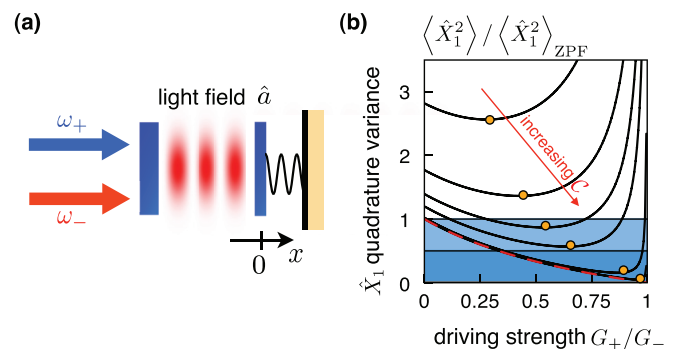 (a)
light field â
ω₊
ω₋
0
x
(b)
⟨X̂₁²⟩ / ⟨X̂₁²⟩_ZPF
X̂₁ quadrature variance
3
2
1
0
increasing 𝒞
0 0.25 0.5 0.75 1
driving strength G₊/G₋